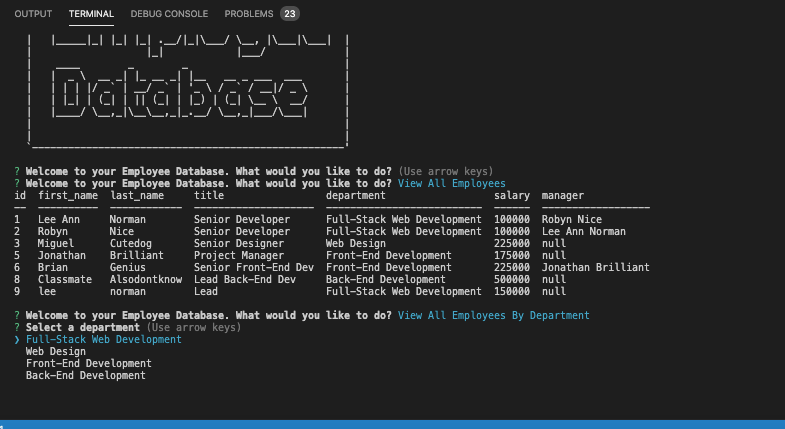 OUTPUT TERMINAL DEBUG CONSOLE PROBLEMS 23
Database
? Welcome to your Employee Database. What would you like to do? (Use arrow keys)
? Welcome to your Employee Database. What would you like to do? View All Employees
id first_name last_name title department salary manager
1 Lee Ann Norman Senior Developer Full-Stack Web Development 100000 Robyn Nice
2 Robyn Nice Senior Developer Full-Stack Web Development 100000 Lee Ann Norman
3 Miguel Cutedog Senior Designer Web Design 225000 null
5 Jonathan Brilliant Project Manager Front-End Development 175000 null
6 Brian Genius Senior Front-End Dev Front-End Development 225000 Jonathan Brilliant
8 Classmate Alsodontknow Lead Back-End Dev Back-End Development 500000 null
9 lee norman Lead Full-Stack Web Development 150000 null
? Welcome to your Employee Database. What would you like to do? View All Employees By Department
? Select a department (Use arrow keys)
❯ Full-Stack Web Development
Web Design
Front-End Development
Back-End Development